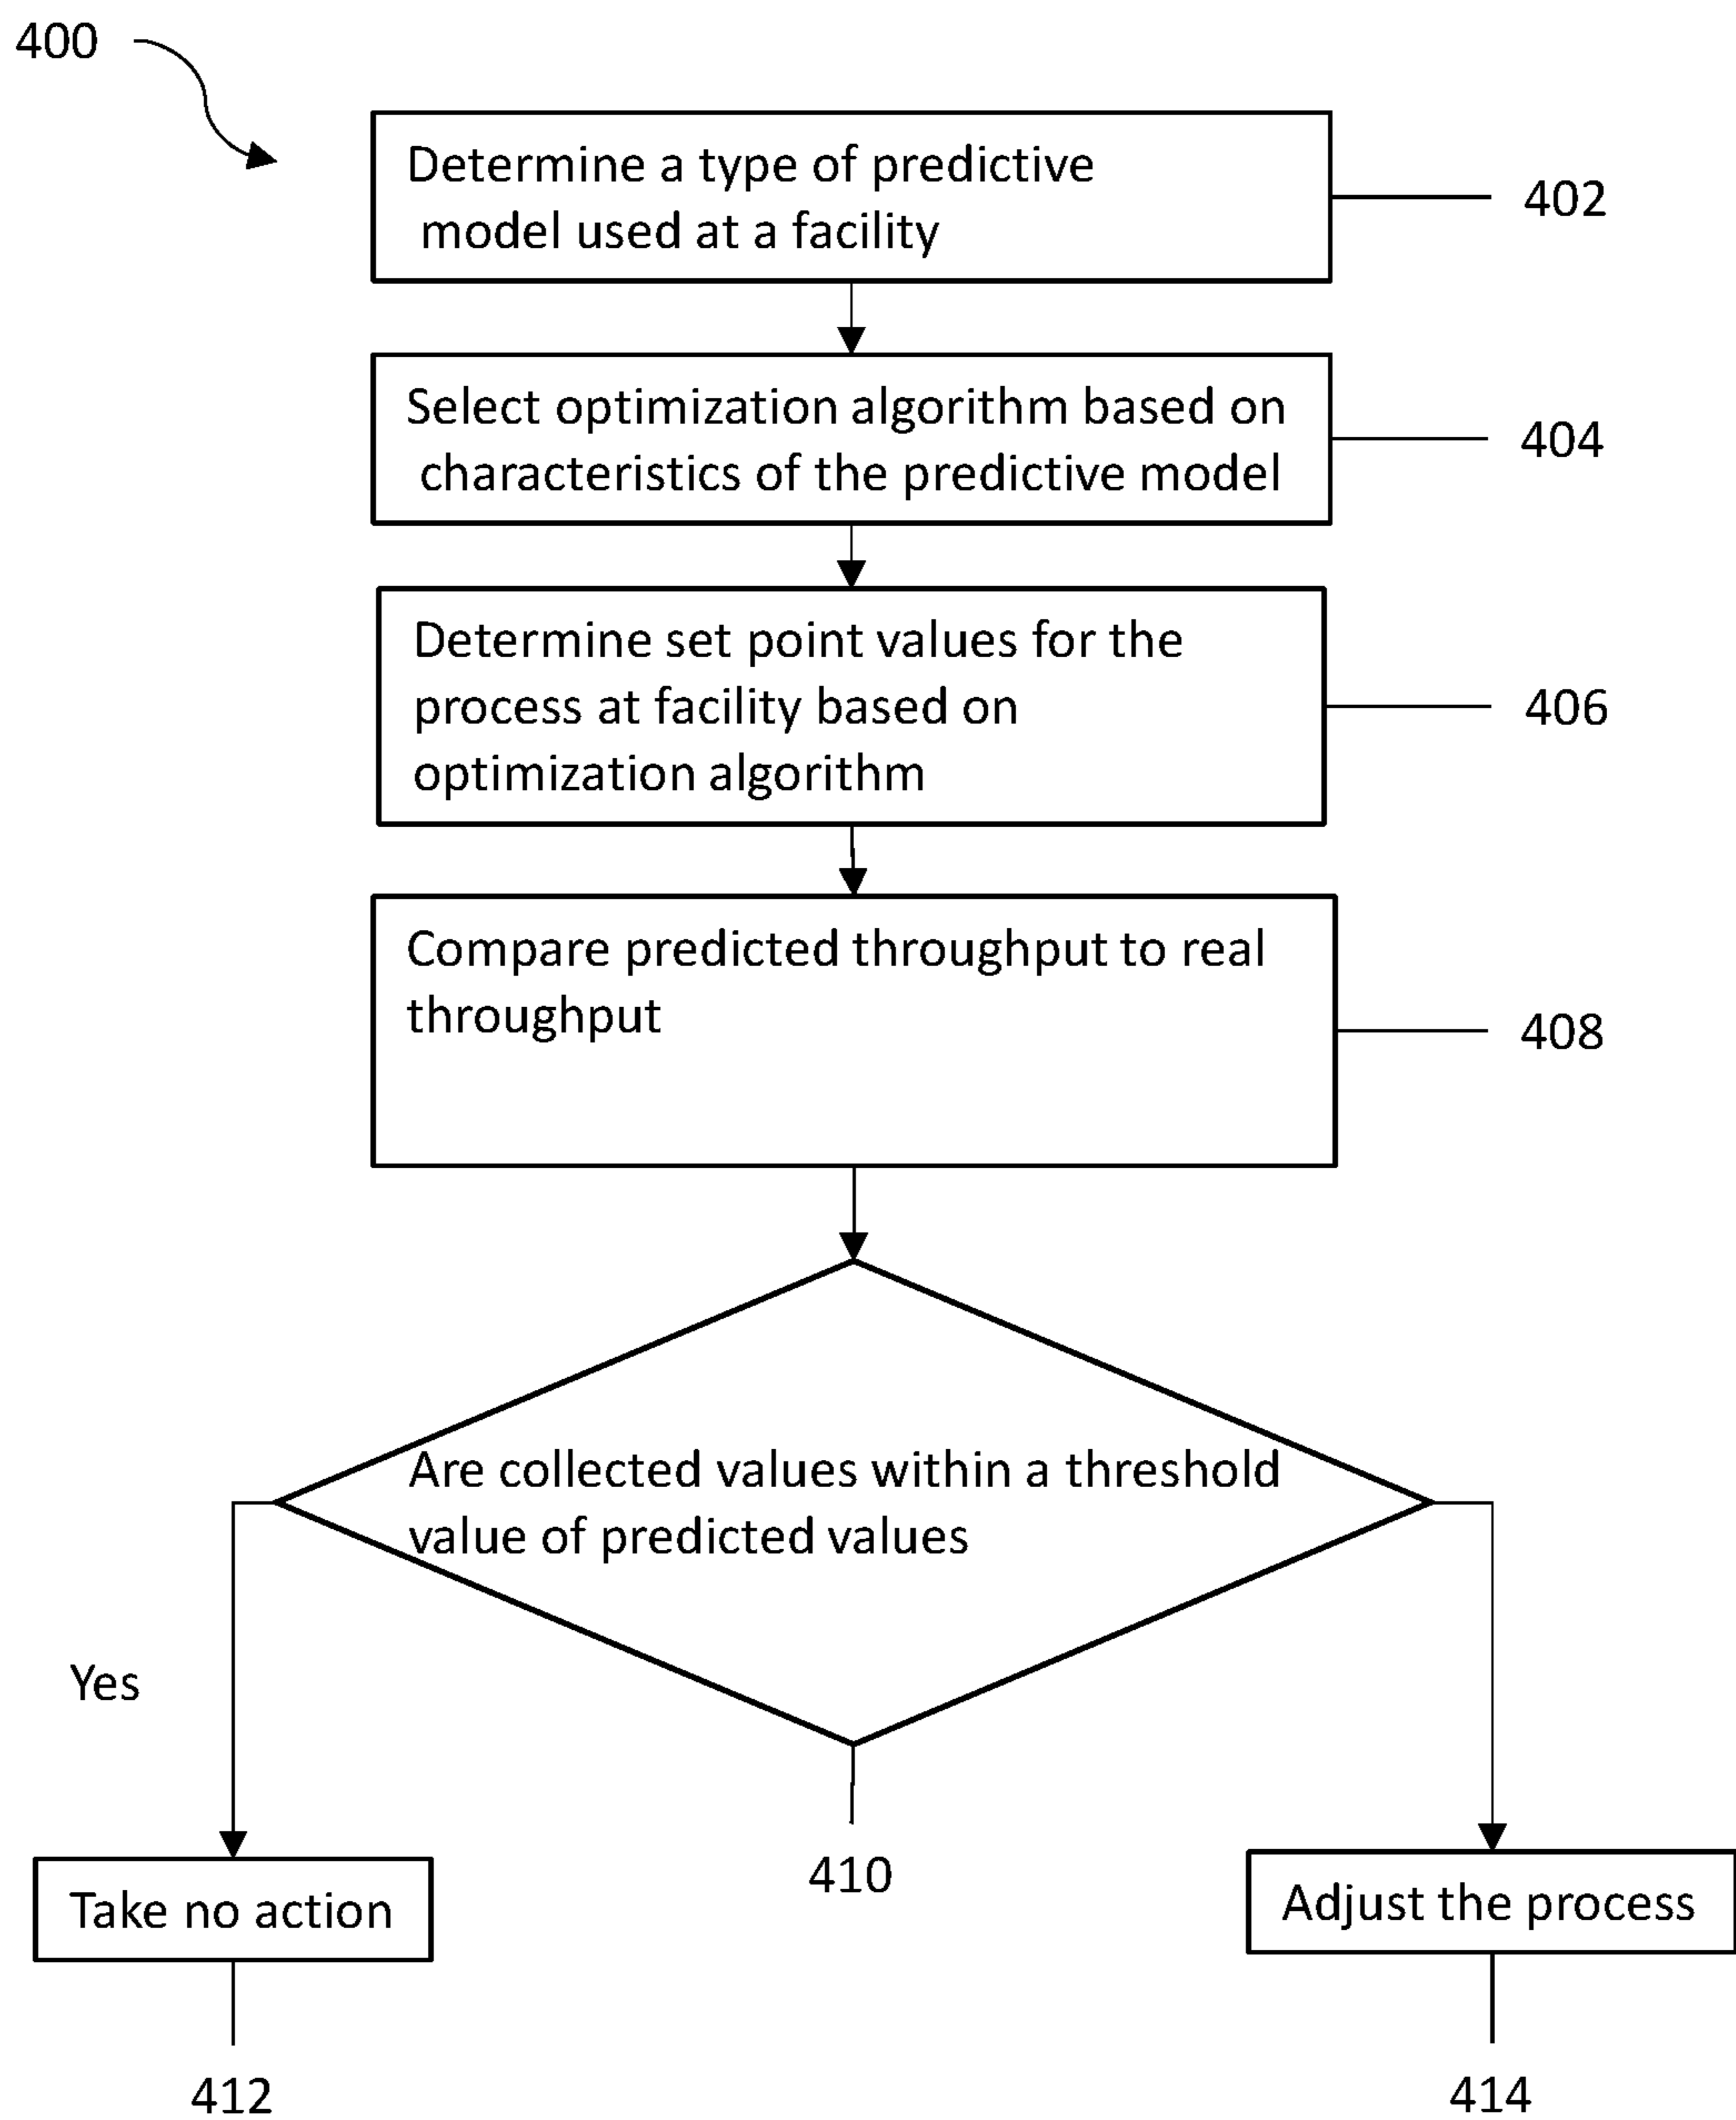 400
Determine a type of predictive
model used at a facility
402
Select optimization algorithm based on
characteristics of the predictive model
404
Determine set point values for the
process at facility based on
optimization algorithm
406
Compare predicted throughput to real
throughput
408
Are collected values within a threshold
value of predicted values
Yes
410
Take no action
Adjust the process
412
414